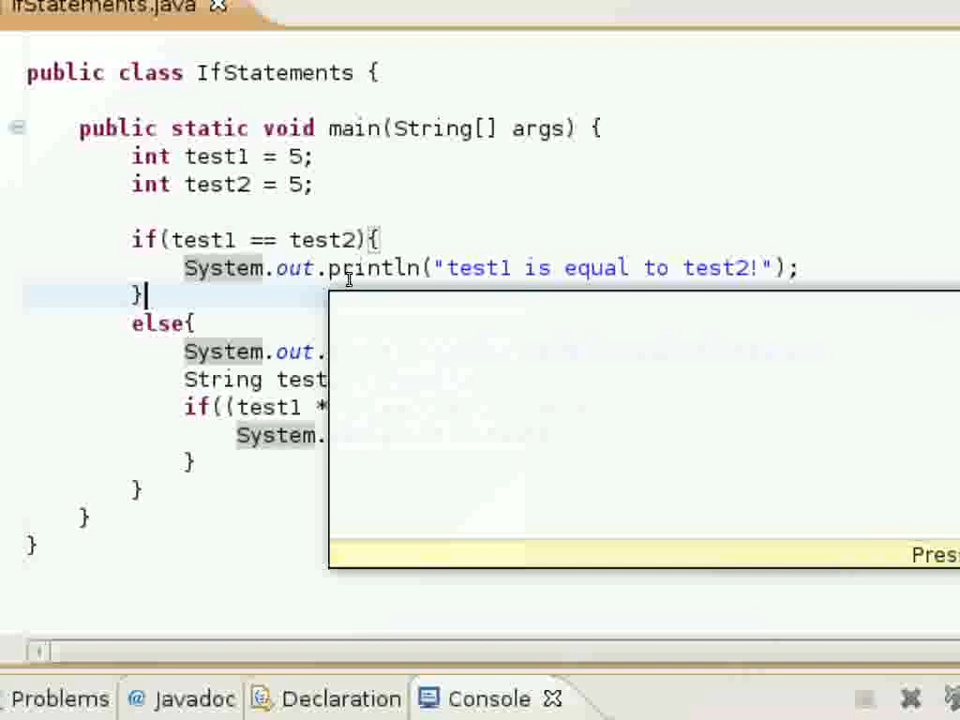 IfStatements.java
public class IfStatements {
public static void main(String[] args) {
int test1 = 5;
int test2 = 5;
if(test1 == test2){
System.out.println("test1 is equal to test2!");
}
else{
System.out.
String test
if((test1 *
System.
}
}
}
}
Press
Problems @ Javadoc Declaration Console